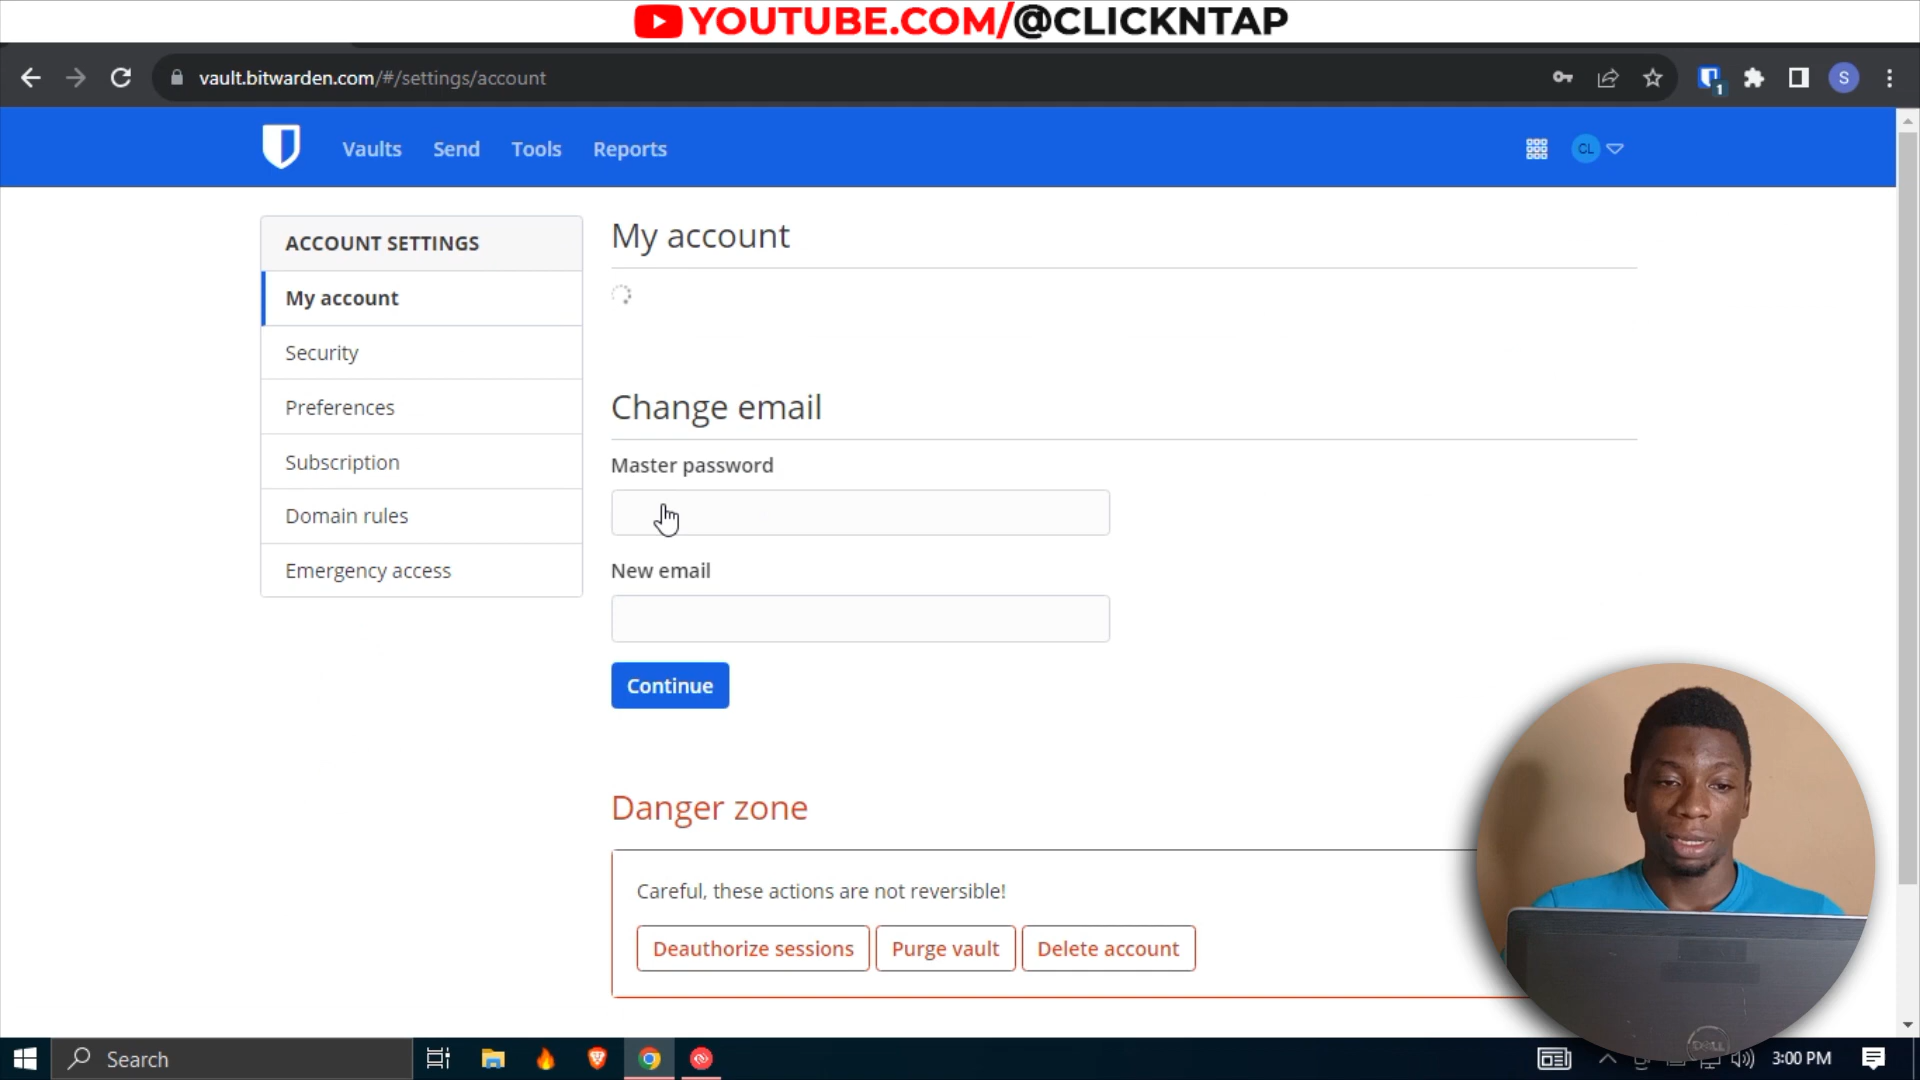 YOUTUBE.COM/@CLICKNTAP
vault.bitwarden.com/#/settings/account
1
S
Vaults
Send
Tools
Reports
CL
ACCOUNT SETTINGS
My account
Security
Preferences
Subscription
Domain rules
Emergency access
My account
Change email
Master password
New email
Continue
Danger zone
Careful, these actions are not reversible!
Deauthorize sessions
Purge vault
Delete account
DELL
Search
3:00 PM